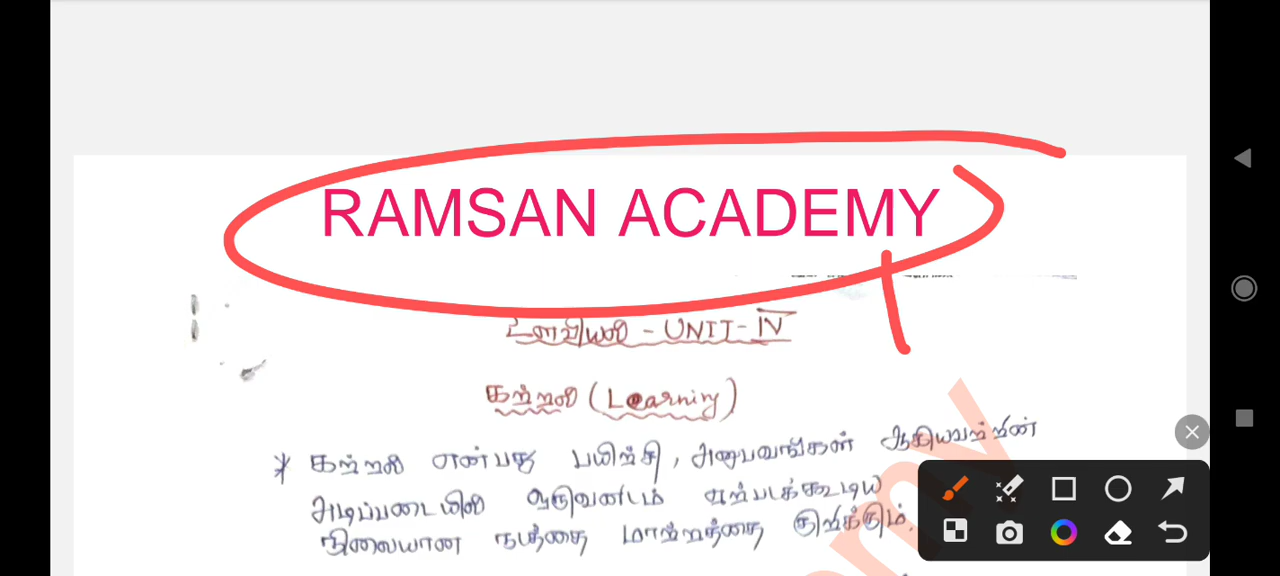 RAMSAN ACADEMY
உளவியல் - UNIT - IV
கற்றல் (Learning)
* கற்றல் என்பது பயிற்சி, அனுபவங்கள் ஆகியவற்றின்
அடிப்படையில் ஒருவனிடம் ஏற்படக்கூடிய
நிலையான நடத்தை மாற்றத்தை குறிக்கும்.